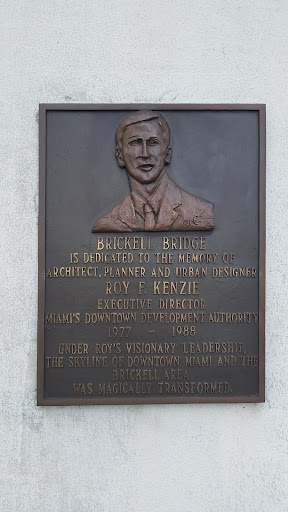 BRICKELL BRIDGE
IS DEDICATED TO THE MEMORY OF
ARCHITECT, PLANNER AND URBAN DESIGNER
ROY F. KENZIE
EXECUTIVE DIRECTOR
MIAMI'S DOWNTOWN DEVELOPMENT AUTHORITY
1977 - 1988
UNDER ROY'S VISIONARY LEADERSHIP,
THE SKYLINE OF DOWNTOWN MIAMI AND THE
BRICKELL AREA
WAS MAGICALLY TRANSFORMED.